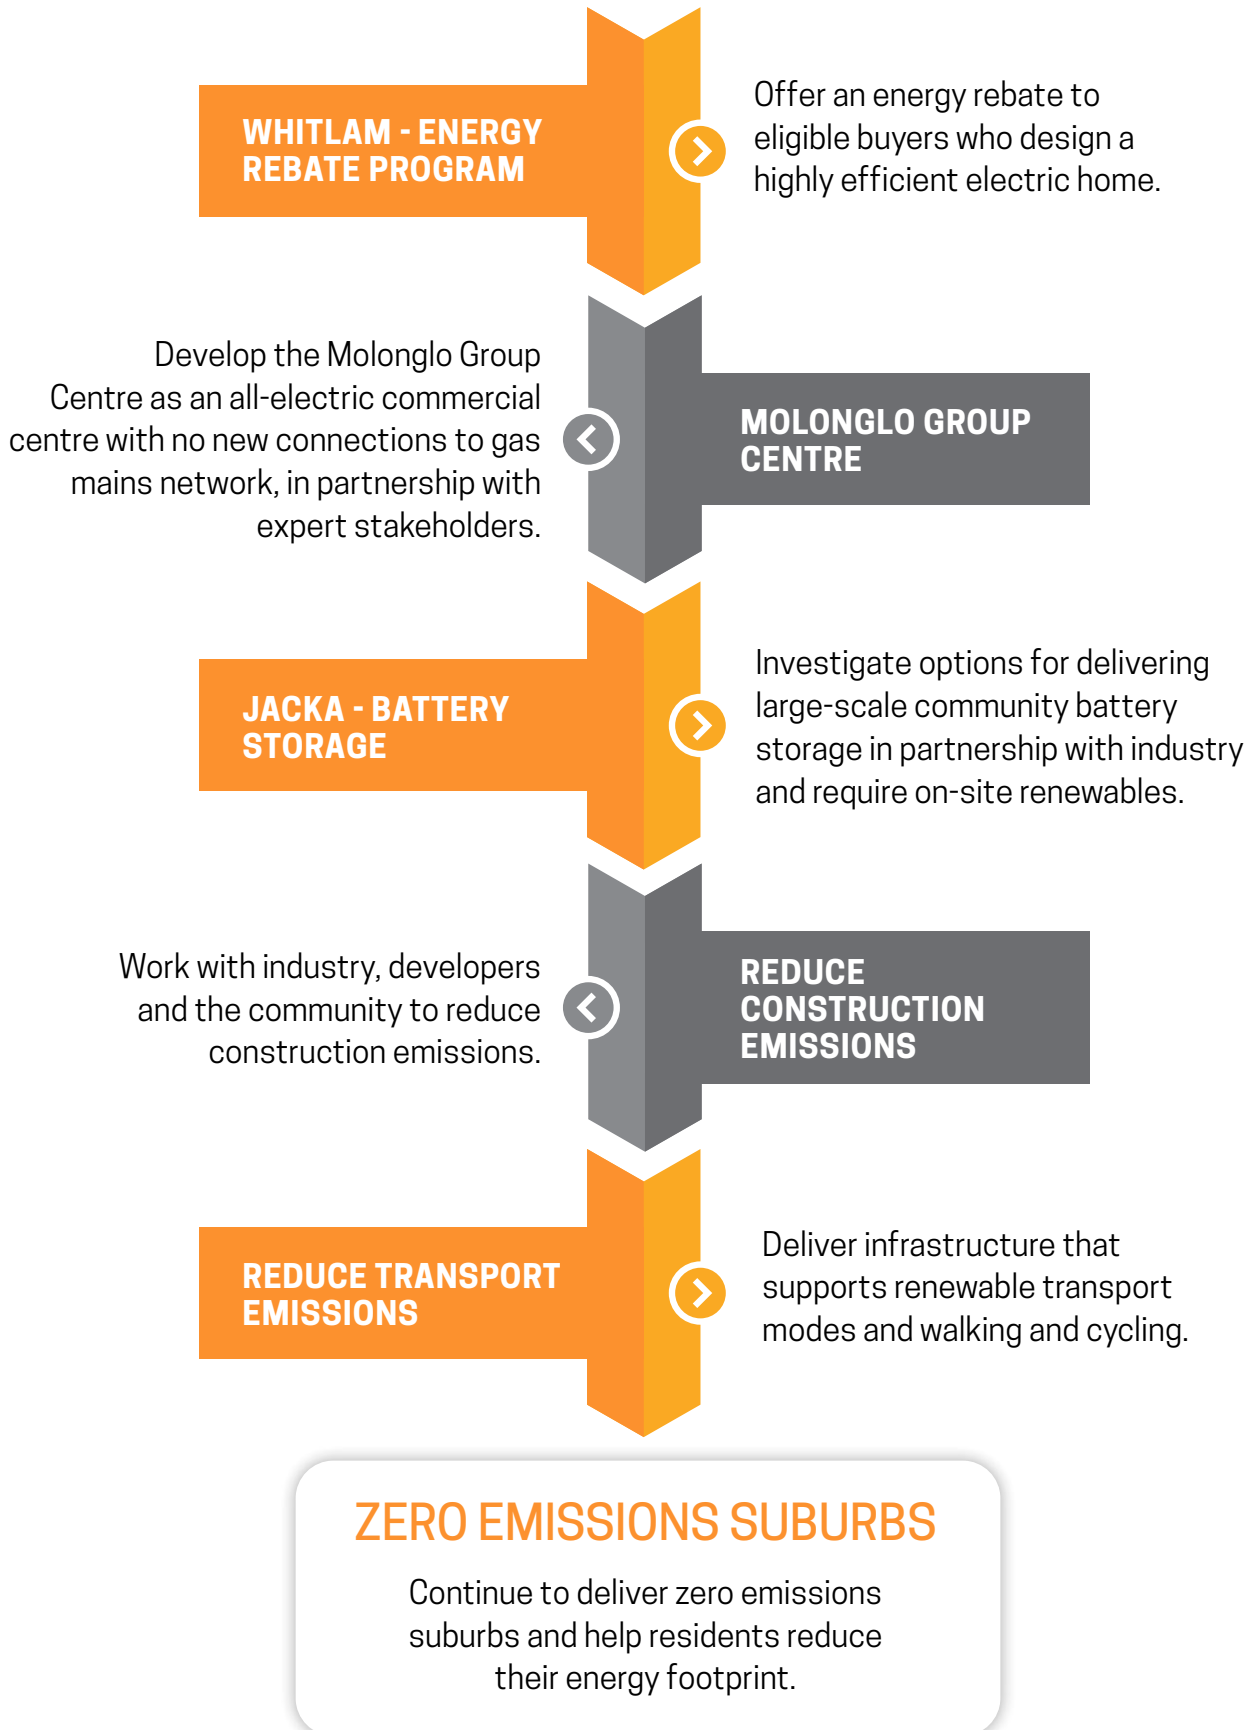 WHITLAM - ENERGY
REBATE PROGRAM
Offer an energy rebate to
eligible buyers who design a
highly efficient electric home.
Develop the Molonglo Group
Centre as an all-electric commercial
centre with no new connections to gas
mains network, in partnership with
expert stakeholders.
MOLONGLO GROUP
CENTRE
JACKA - BATTERY
STORAGE
Investigate options for delivering
large-scale community battery
storage in partnership with industry
and require on-site renewables.
Work with industry, developers
and the community to reduce
construction emissions.
REDUCE
CONSTRUCTION
EMISSIONS
REDUCE TRANSPORT
EMISSIONS
Deliver infrastructure that
supports renewable transport
modes and walking and cycling.
ZERO EMISSIONS SUBURBS
Continue to deliver zero emissions
suburbs and help residents reduce
their energy footprint.